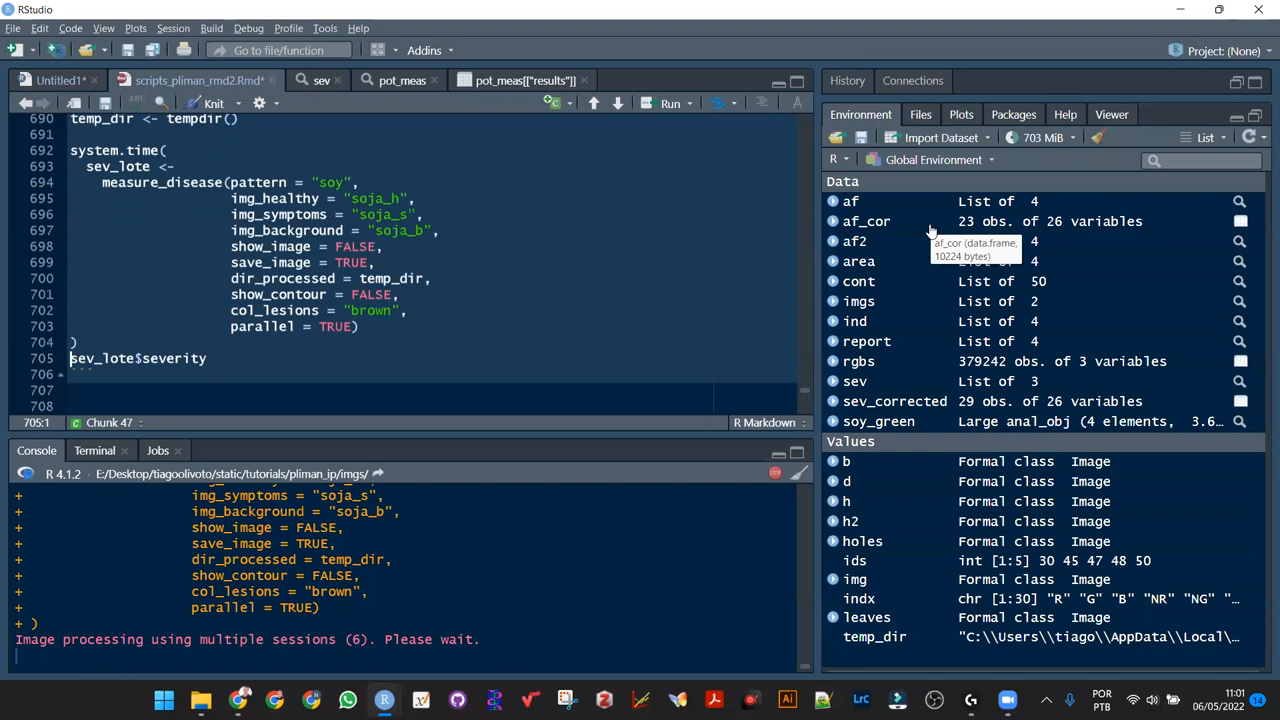 RStudio
File Edit Code View Plots Session Build Debug Profile Tools Help
Go to file/function Addins Project: (None)
Untitled1* scripts_pliman_rmd2.Rmd* sev pot_meas pot_meas[["results"]]
Knit Run
690 temp_dir <- tempdir()
691
692 system.time(
693 sev_lote <-
694 measure_disease(pattern = "soy",
695 img_healthy = "soja_h",
696 img_symptoms = "soja_s",
697 img_background = "soja_b",
698 show_image = FALSE,
699 save_image = TRUE,
700 dir_processed = temp_dir,
701 show_contour = FALSE,
702 col_lesions = "brown",
703 parallel = TRUE)
704 )
705 sev_lote$severity
706 ```
707
708
705:1 Chunk 47 R Markdown
Console Terminal Jobs
R 4.1.2 · E:/Desktop/tiagoolivoto/static/tutorials/pliman_ip/imgs/
+ img_symptoms = "soja_s",
+ img_background = "soja_b",
+ show_image = FALSE,
+ save_image = TRUE,
+ dir_processed = temp_dir,
+ show_contour = FALSE,
+ col_lesions = "brown",
+ parallel = TRUE)
+ )
Image processing using multiple sessions (6). Please wait.
History Connections
Environment Files Plots Packages Help Viewer
Import Dataset 703 MiB List
R Global Environment
Data
af List of 4
af_cor 23 obs. of 26 variables
af_cor (data.frame,
10224 bytes)
af2 4
area List of 4
cont List of 50
imgs List of 2
ind List of 4
report List of 4
rgbs 379242 obs. of 3 variables
sev List of 3
sev_corrected 29 obs. of 26 variables
soy_green Large anal_obj (4 elements, 3.6…
Values
b Formal class Image
d Formal class Image
h Formal class Image
h2 Formal class Image
holes Formal class Image
ids int [1:5] 30 45 47 48 50
img Formal class Image
indx chr [1:30] "R" "G" "B" "NR" "NG" "…
leaves Formal class Image
temp_dir "C:\\Users\\tiago\\AppData\\Local\…
LrC
Ai
POR
PTB
11:01
06/05/2022
14